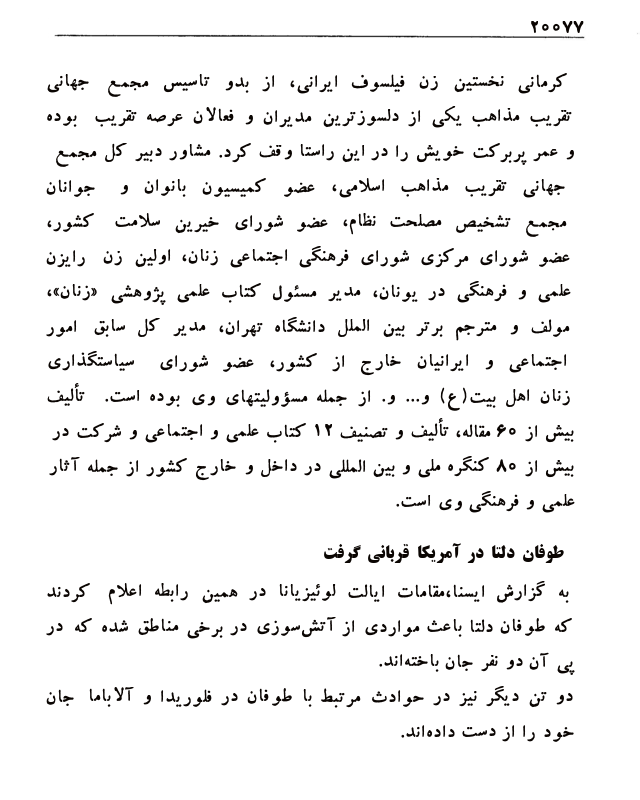 ۲۰۰۷۷
کرمانی نخستین زن فیلسوف ایرانی، از بدو تاسیس مجمع جهانی
تقریب مذاهب یکی از دلسوزترین مدیران و فعالان عرصه تقریب بوده
و عمر پربرکت خویش را در این راستا وقف کرد. مشاور دبیر کل مجمع
جهانی تقریب مذاهب اسلامی، عضو کمیسیون بانوان و جوانان
مجمع تشخیص مصلحت نظام، عضو شورای خیرین سلامت کشور،
عضو شورای مرکزی شورای فرهنگی اجتماعی زنان، اولین زن رایزن
علمی و فرهنگی در یونان، مدیر مسئول کتاب علمی پژوهشی «زنان»،
مولف و مترجم برتر بین الملل دانشگاه تهران، مدیر کل سابق امور
اجتماعی و ایرانیان خارج از کشور، عضو شورای سیاستگذاری
زنان اهل بیت(ع) و... و. از جمله مسؤولیتهای وی بوده است. تألیف
بیش از ۶۰ مقاله، تألیف و تصنیف ۱۲ کتاب علمی و اجتماعی و شرکت در
بیش از ۸۰ کنگره ملی و بین المللی در داخل و خارج کشور از جمله آثار
علمی و فرهنگی وی است.
طوفان دلتا در آمریکا قربانی گرفت
به گزارش ایسنا،مقامات ایالت لوئیزیانا در همین رابطه اعلام کردند
که طوفان دلتا باعث مواردی از آتش‌سوزی در برخی مناطق شده که در
پی آن دو نفر جان باخته‌اند.
دو تن دیگر نیز در حوادث مرتبط با طوفان در فلوریدا و آلاباما جان
خود را از دست داده‌اند.